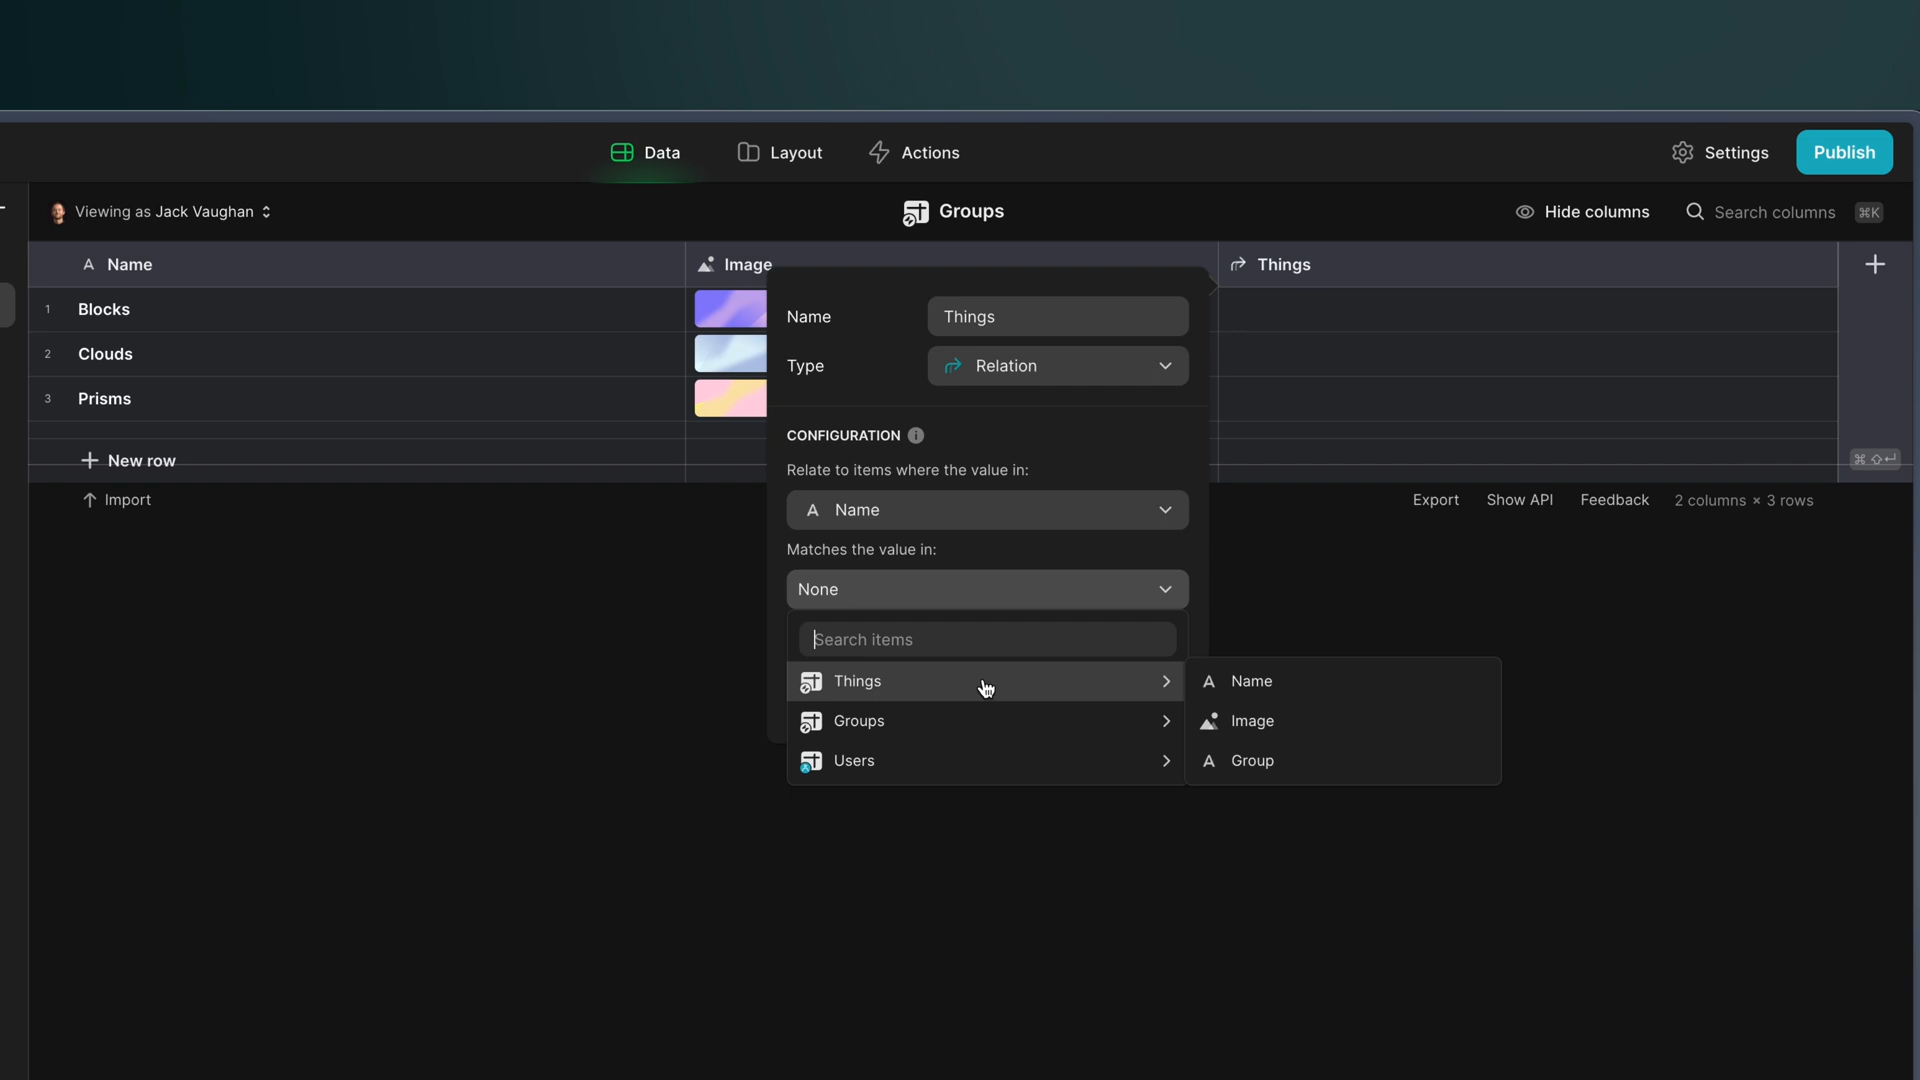 Data
Layout
Actions
Settings
Publish
Viewing as Jack Vaughan
Groups
Hide columns
Search columns
⌘K
A Name
Image
Things
1 Blocks
2 Clouds
3 Prisms
New row
Import
Name
Things
Type
Relation
CONFIGURATION
Relate to items where the value in:
A Name
Matches the value in:
None
Search items
Things
Groups
Users
A Name
Image
A Group
⌘ ⇧↵
Export
Show API
Feedback
2 columns × 3 rows